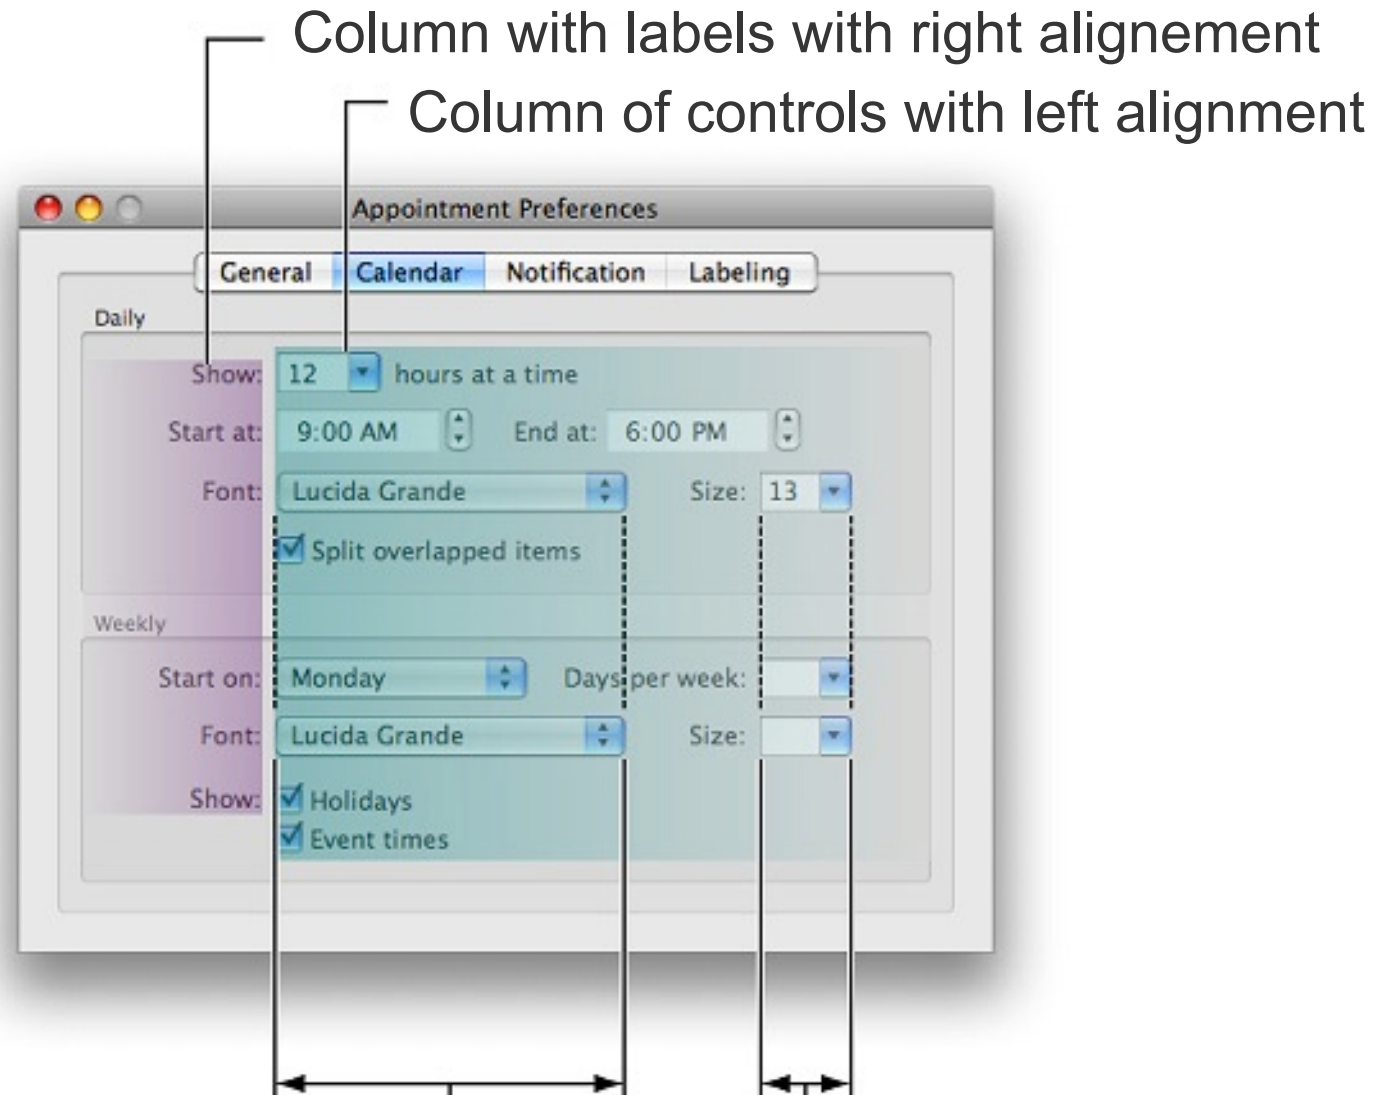 Column with labels with right alignement
Column of controls with left alignment
Appointment Preferences
General Calendar Notification Labeling
Daily
Show: 12 hours at a time
Start at: 9:00 AM End at: 6:00 PM
Font: Lucida Grande Size: 13
Split overlapped items
Weekly
Start on: Monday Days per week:
Font: Lucida Grande Size:
Show: Holidays
Event times